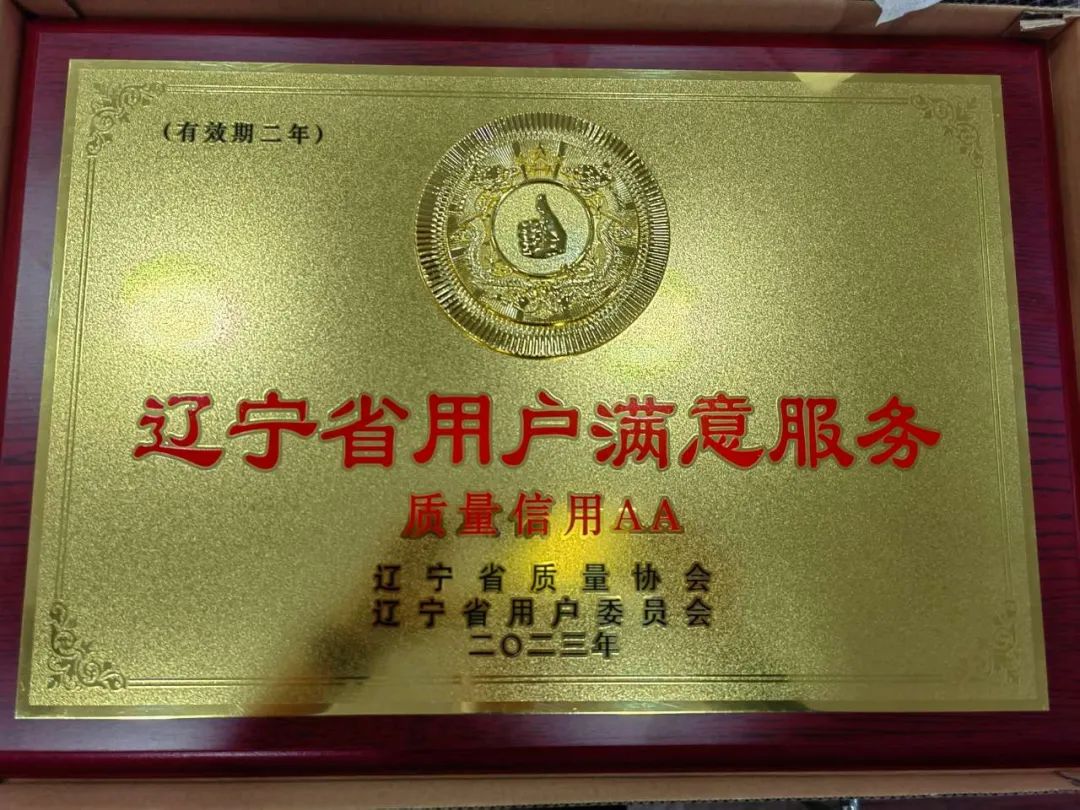 (有效期二年)
辽宁省用户满意服务
质量信用AA
辽宁省质量协会
辽宁省用户委员会
二〇二三年